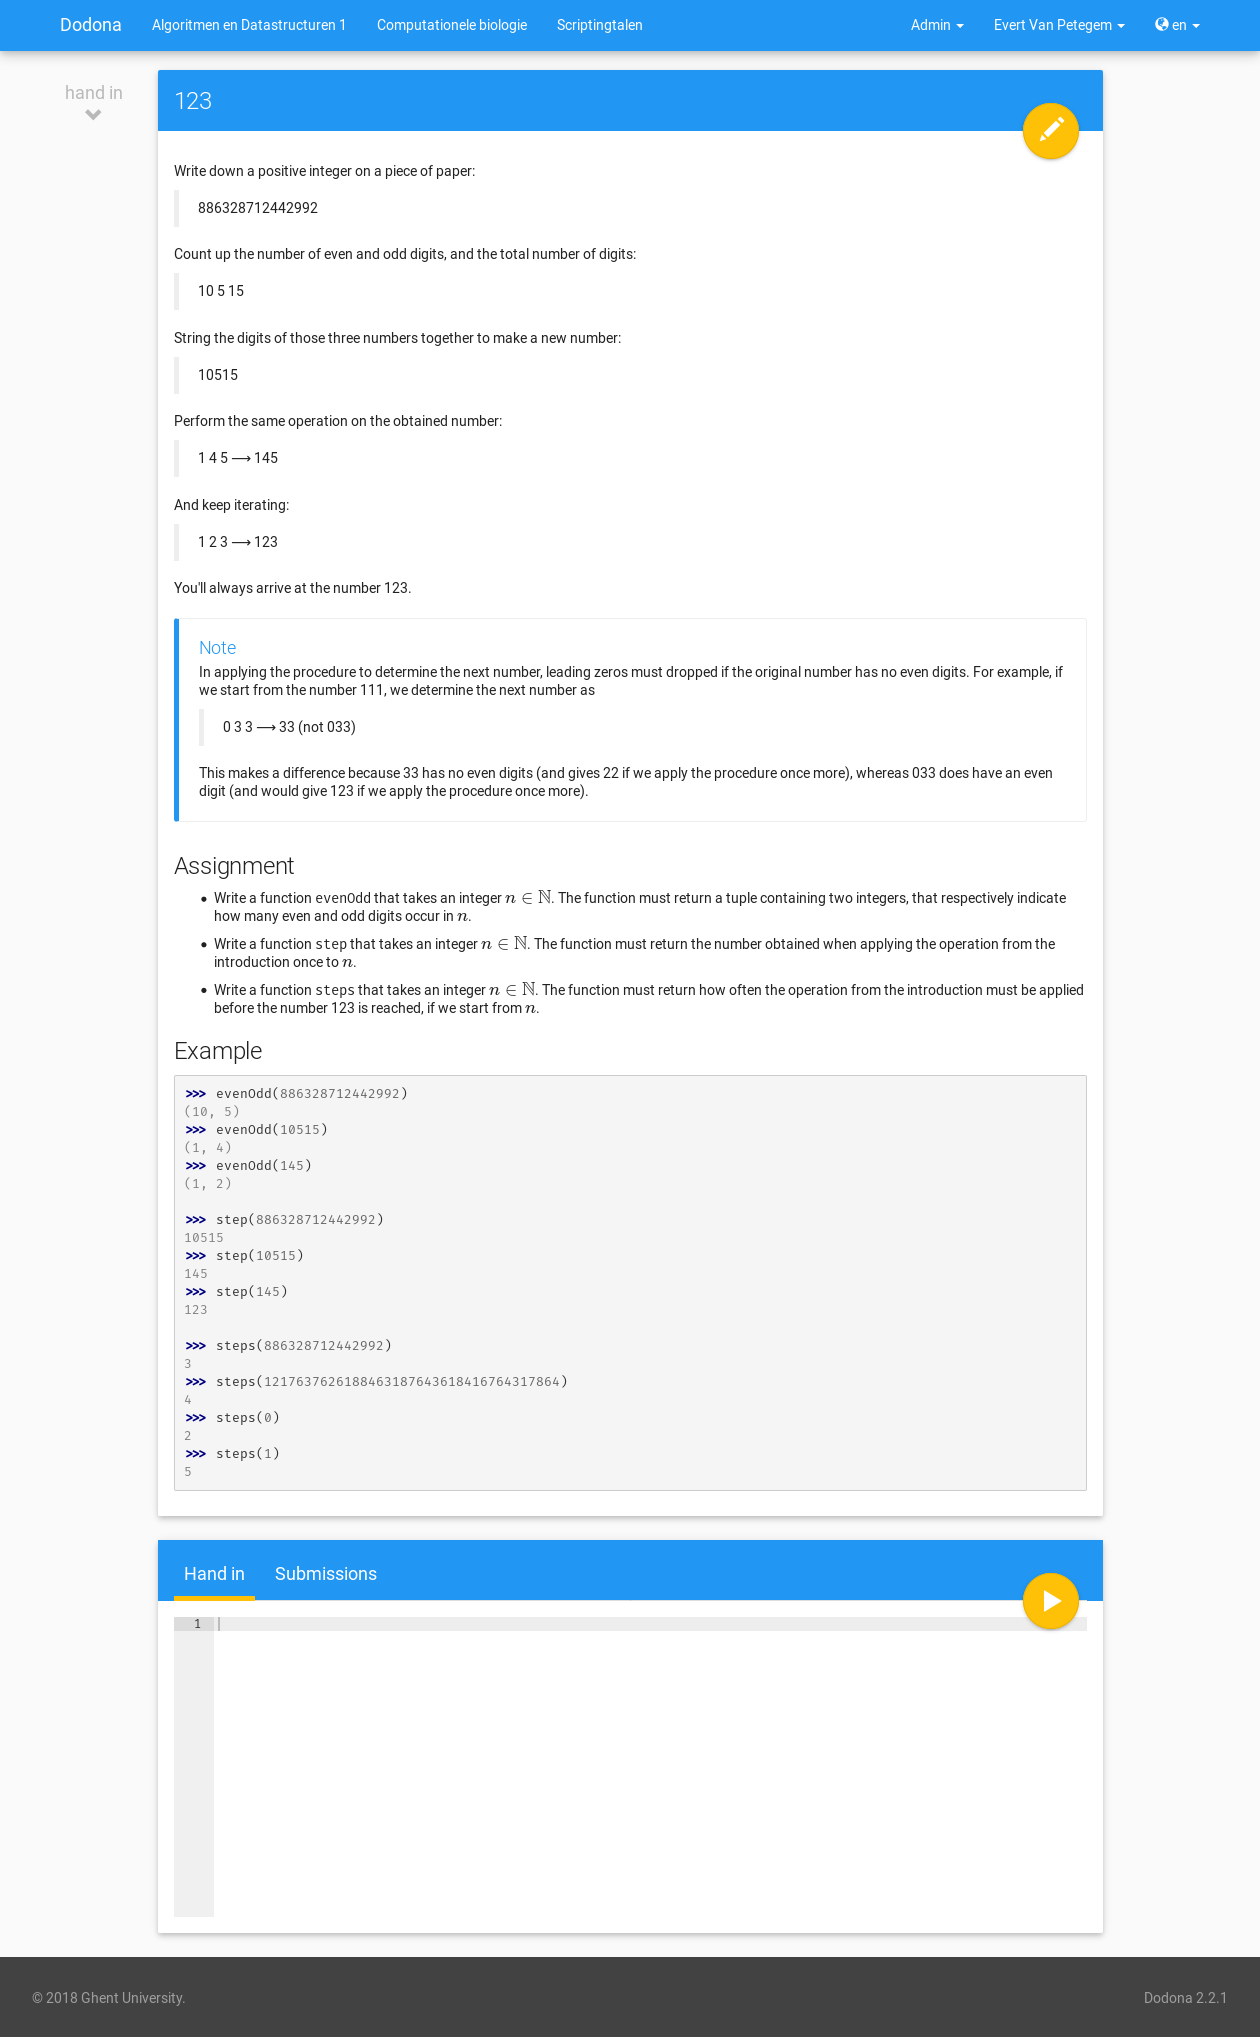 Dodona Algoritmen en Datastructuren 1 Computationele biologie Scriptingtalen Admin Evert Van Petegem en
hand in
123
Write down a positive integer on a piece of paper:
886328712442992
Count up the number of even and odd digits, and the total number of digits:
10 5 15
String the digits of those three numbers together to make a new number:
10515
Perform the same operation on the obtained number:
1 4 5 ⟶ 145
And keep iterating:
1 2 3 ⟶ 123
You'll always arrive at the number 123.
Note
In applying the procedure to determine the next number, leading zeros must dropped if the original number has no even digits. For example, if
we start from the number 111, we determine the next number as
0 3 3 ⟶ 33 (not 033)
This makes a difference because 33 has no even digits (and gives 22 if we apply the procedure once more), whereas 033 does have an even
digit (and would give 123 if we apply the procedure once more).
Assignment
• Write a function evenOdd that takes an integer n ∈ ℕ. The function must return a tuple containing two integers, that respectively indicate
how many even and odd digits occur in n.
• Write a function step that takes an integer n ∈ ℕ. The function must return the number obtained when applying the operation from the
introduction once to n.
• Write a function steps that takes an integer n ∈ ℕ. The function must return how often the operation from the introduction must be applied
before the number 123 is reached, if we start from n.
Example
>>> evenOdd(886328712442992)
(10, 5)
>>> evenOdd(10515)
(1, 4)
>>> evenOdd(145)
(1, 2)
>>> step(886328712442992)
10515
>>> step(10515)
145
>>> step(145)
123
>>> steps(886328712442992)
3
>>> steps(1217637626188463187643618416764317864)
4
>>> steps(0)
2
>>> steps(1)
5
Hand in Submissions
1
© 2018 Ghent University. Dodona 2.2.1